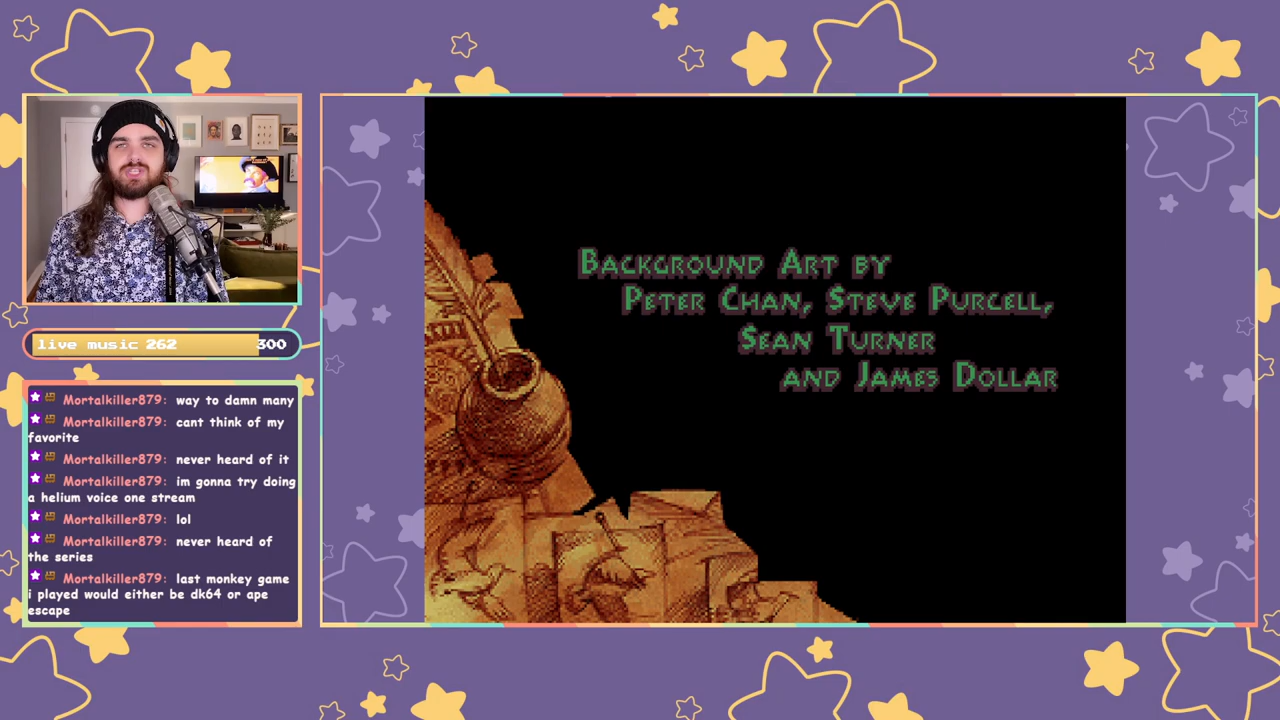 Background Art by
Peter Chan, Steve Purcell,
Sean Turner
and James Dollar
live music 262 300
Mortalkiller879: way to damn many
Mortalkiller879: cant think of my
favorite
Mortalkiller879: never heard of it
Mortalkiller879: im gonna try doing
a helium voice one stream
Mortalkiller879: lol
Mortalkiller879: never heard of
the series
Mortalkiller879: last monkey game
i played would either be dk64 or ape
escape